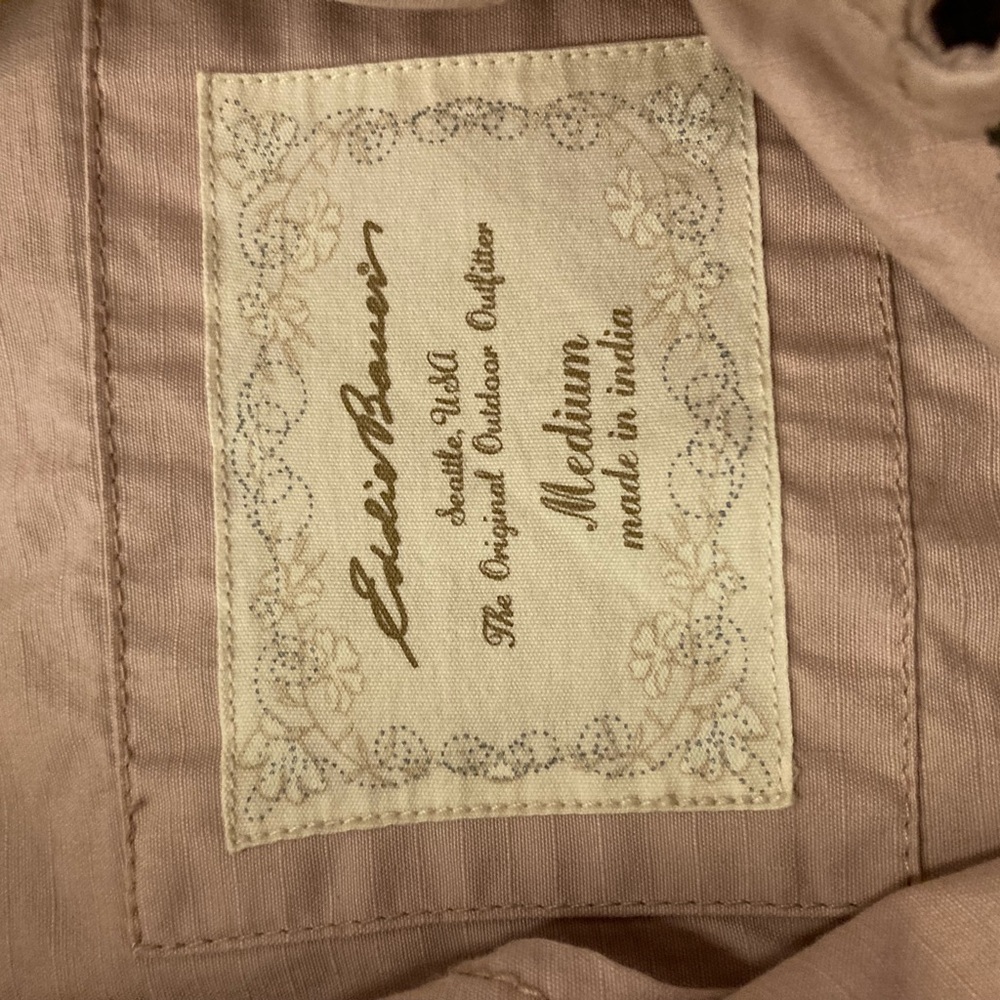 Eddie Bauer
Seattle, USA
The Original Outdoor Outfitter
Medium
made in india